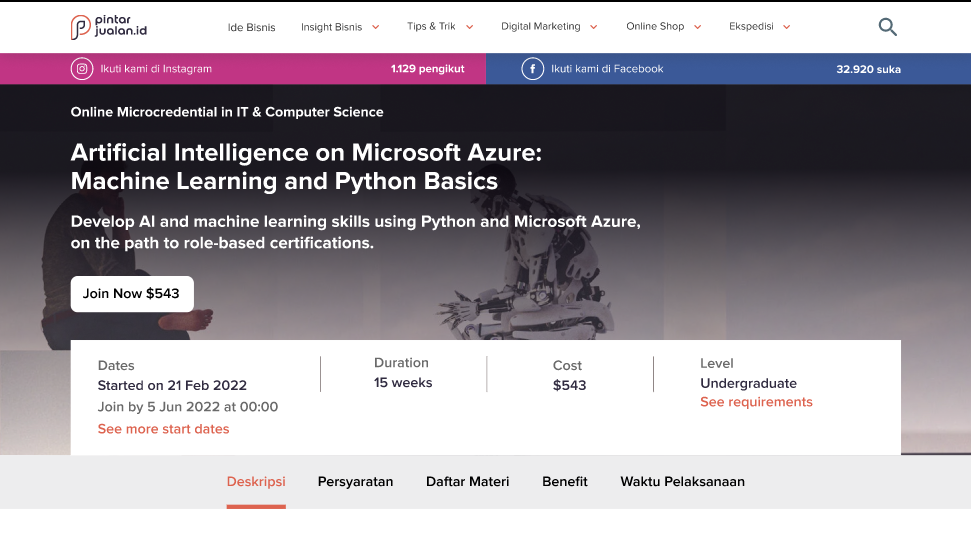 pintar
jualan.id
Ide Bisnis
Insight Bisnis
Tips & Trik
Digital Marketing
Online Shop
Ekspedisi
Ikuti kami di Instagram
1.129 pengikut
Ikuti kami di Facebook
32.920 suka
Online Microcredential in IT & Computer Science
Artificial Intelligence on Microsoft Azure:
Machine Learning and Python Basics
Develop AI and machine learning skills using Python and Microsoft Azure,
on the path to role-based certifications.
Join Now $543
Dates
Started on 21 Feb 2022
Join by 5 Jun 2022 at 00:00
See more start dates
Duration
15 weeks
Cost
$543
Level
Undergraduate
See requirements
Deskripsi
Persyaratan
Daftar Materi
Benefit
Waktu Pelaksanaan